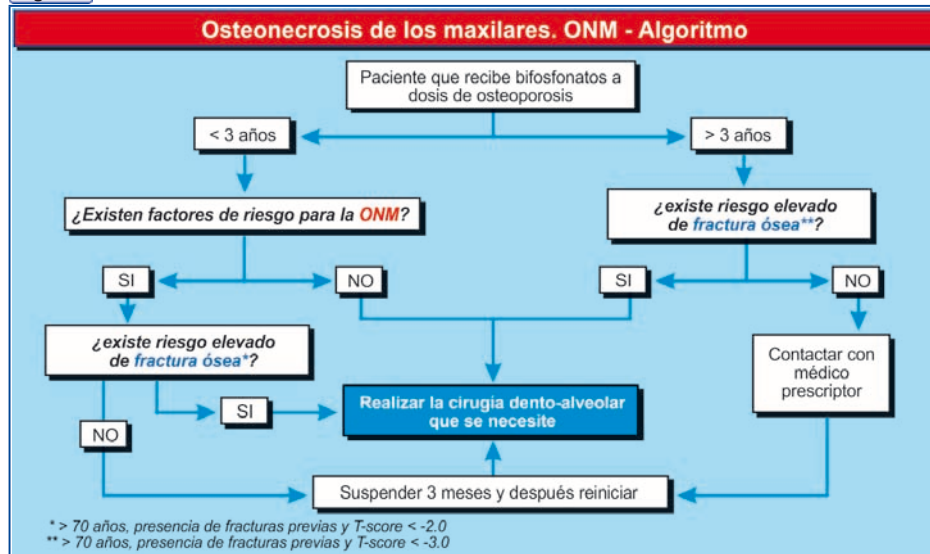 Osteonecrosis de los maxilares. ONM - Algoritmo
Paciente que recibe bifosfonatos a
dosis de osteoporosis
< 3 años
> 3 años
¿Existen factores de riesgo para la ONM?
¿existe riesgo elevado
de fractura ósea**?
SI
NO
SI
NO
¿existe riesgo elevado
de fractura ósea*?
Contactar con
médico
prescriptor
Realizar la cirugía dento-alveolar
que se necesite
SI
NO
Suspender 3 meses y después reiniciar
* > 70 años, presencia de fracturas previas y T-score < -2.0
** > 70 años, presencia de fracturas previas y T-score < -3.0